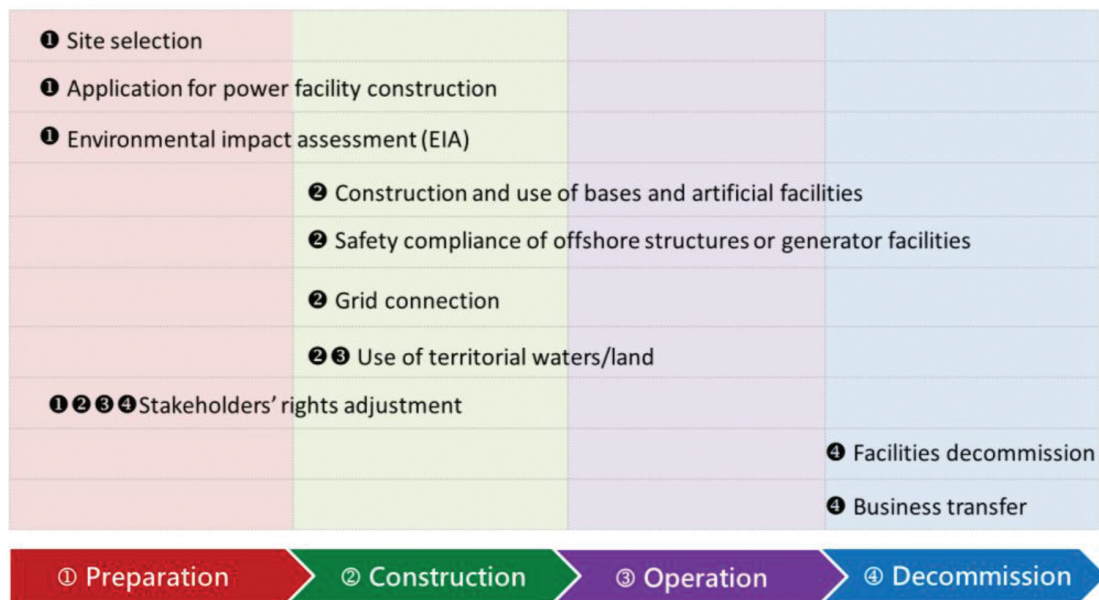 ❶ Site selection
❶ Application for power facility construction
❶ Environmental impact assessment (EIA)
❷ Construction and use of bases and artificial facilities
❷ Safety compliance of offshore structures or generator facilities
❷ Grid connection
❷❸ Use of territorial waters/land
❶❷❸❹Stakeholders’ rights adjustment
❹ Facilities decommission
❹ Business transfer
① Preparation
② Construction
③ Operation
④ Decommission